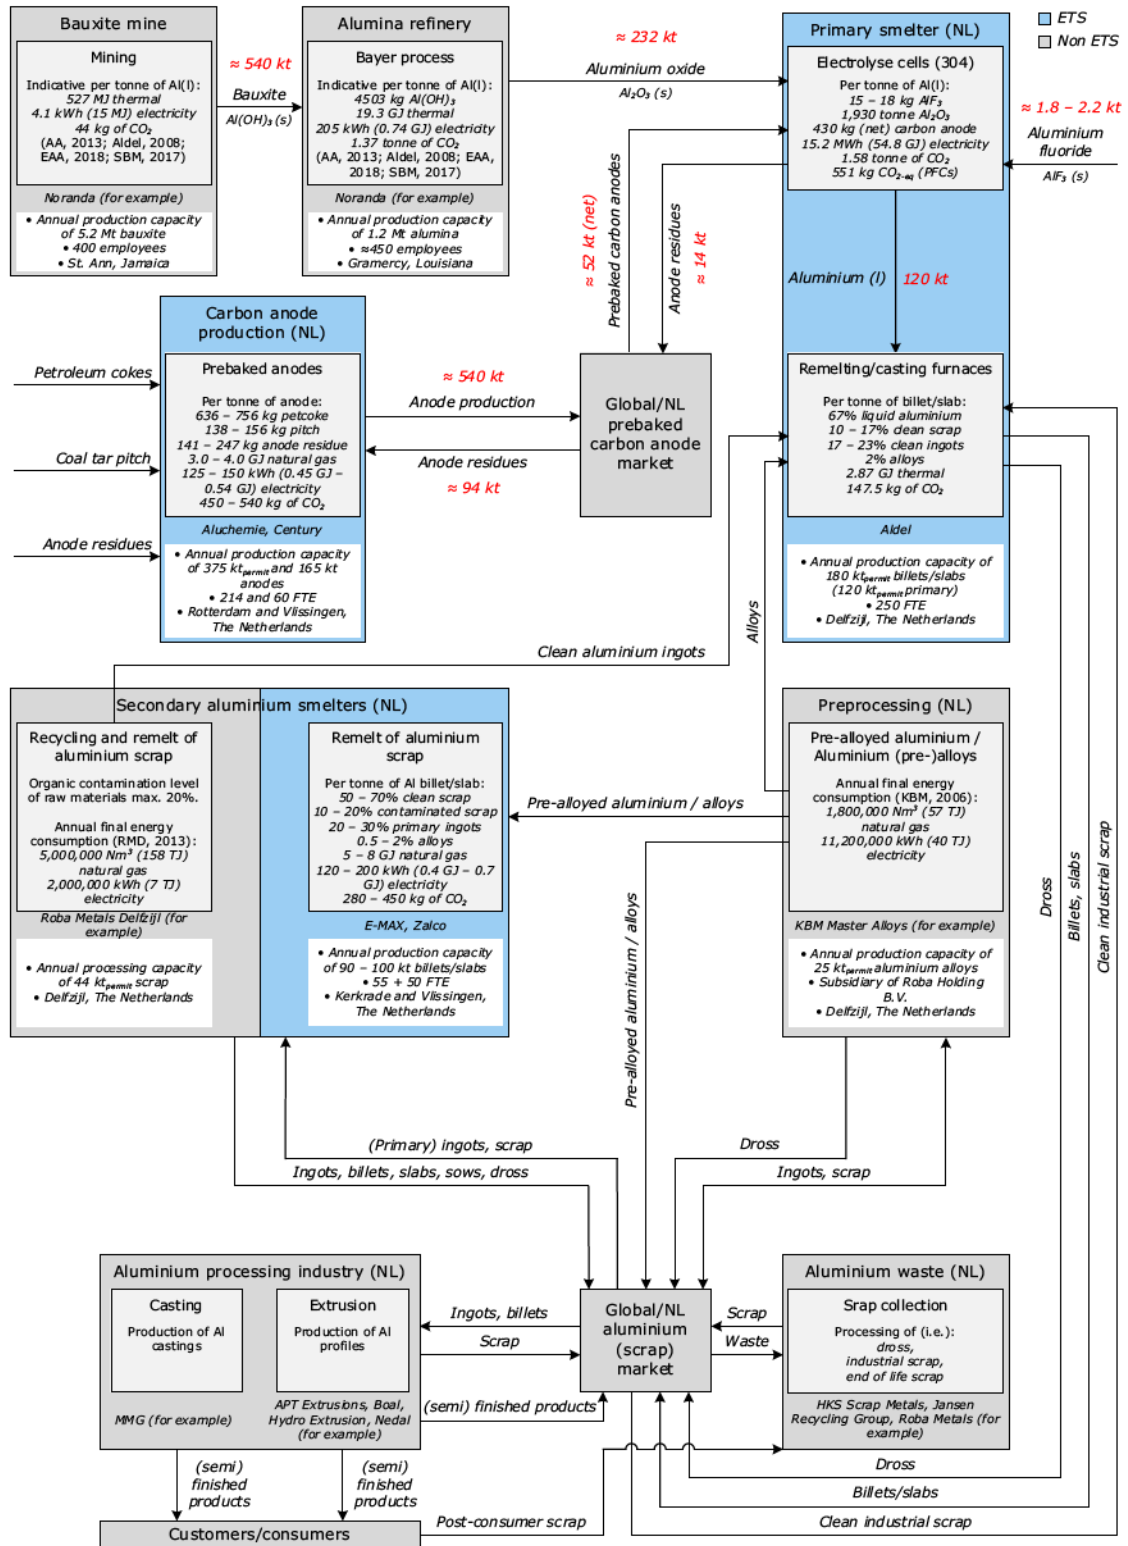 Bauxite mine
Mining
Indicative per tonne of Al(l):
527 MJ thermal
4.1 kWh (15 MJ) electricity
44 kg of CO₂
(AA, 2013; Aldel, 2008;
EAA, 2018; SBM, 2017)
Noranda (for example)
• Annual production capacity
of 5.2 Mt bauxite
• 400 employees
• St. Ann, Jamaica
≈ 540 kt
Bauxite
Al(OH)₃ (s)
Alumina refinery
Bayer process
Indicative per tonne of Al(l):
4503 kg Al(OH)₃
19.3 GJ thermal
205 kWh (0.74 GJ) electricity
1.37 tonne of CO₂
(AA, 2013; Aldel, 2008; EAA,
2018; SBM, 2017)
Noranda (for example)
• Annual production capacity
of 1.2 Mt alumina
• ≈450 employees
• Gramercy, Louisiana
≈ 232 kt
Aluminium oxide
Al₂O₃ (s)
Primary smelter (NL)
Electrolyse cells (304)
Per tonne of Al(l):
15 – 18 kg AlF₃
1,930 tonne Al₂O₃
430 kg (net) carbon anode
15.2 MWh (54.8 GJ) electricity
1.58 tonne of CO₂
551 kg CO₂₋eq (PFCs)
ETS
Non ETS
≈ 1.8 – 2.2 kt
Aluminium
fluoride
AlF₃ (s)
≈ 52 kt (net)
Prebaked carbon anodes
Anode residues
≈ 14 kt
Aluminium (l)
120 kt
Carbon anode
production (NL)
Prebaked anodes
Per tonne of anode:
636 – 756 kg petcoke
138 – 156 kg pitch
141 – 247 kg anode residue
3.0 – 4.0 GJ natural gas
125 – 150 kWh (0.45 GJ –
0.54 GJ) electricity
450 – 540 kg of CO₂
Aluchemie, Century
• Annual production capacity
of 375 kt permit and 165 kt
anodes
• 214 and 60 FTE
• Rotterdam and Vlissingen,
The Netherlands
Petroleum cokes
Coal tar pitch
Anode residues
≈ 540 kt
Anode production
Anode residues
≈ 94 kt
Global/NL
prebaked
carbon anode
market
Remelting/casting furnaces
Per tonne of billet/slab:
67% liquid aluminium
10 – 17% clean scrap
17 – 23% clean ingots
2% alloys
2.87 GJ thermal
147.5 kg of CO₂
Aldel
• Annual production capacity of
180 kt permit billets/slabs
(120 kt permit primary)
• 250 FTE
• Delfzijl, The Netherlands
Clean aluminium ingots
Alloys
Secondary aluminium smelters (NL)
Recycling and remelt of
aluminium scrap
Organic contamination level
of raw materials max. 20%.
Annual final energy
consumption (RMD, 2013):
5,000,000 Nm³ (158 TJ)
natural gas
2,000,000 kWh (7 TJ)
electricity
Roba Metals Delfzijl (for
example)
• Annual processing capacity
of 44 kt permit scrap
• Delfzijl, The Netherlands
Remelt of aluminium
scrap
Per tonne of Al billet/slab:
50 – 70% clean scrap
10 – 20% contaminated scrap
20 – 30% primary ingots
0.5 – 2% alloys
5 – 8 GJ natural gas
120 – 200 kWh (0.4 GJ – 0.7
GJ) electricity
280 – 450 kg of CO₂
E-MAX, Zalco
• Annual production capacity
of 90 – 100 kt billets/slabs
• 55 + 50 FTE
• Kerkrade and Vlissingen,
The Netherlands
Pre-alloyed aluminium / alloys
Pre-alloyed aluminium / alloys
Preprocessing (NL)
Pre-alloyed aluminium /
Aluminium (pre-)alloys
Annual final energy
consumption (KBM, 2006):
1,800,000 Nm³ (57 TJ)
natural gas
11,200,000 kWh (40 TJ)
electricity
KBM Master Alloys (for example)
• Annual production capacity of
25 kt permit aluminium alloys
• Subsidiary of Roba Holding
B.V.
• Delfzijl, The Netherlands
Dross
Billets, slabs
Clean industrial scrap
(Primary) ingots, scrap
Ingots, billets, slabs, sows, dross
Dross
Ingots, scrap
Aluminium processing industry (NL)
Casting
Production of Al
castings
MMG (for example)
Extrusion
Production of Al
profiles
APT Extrusions, Boal,
Hydro Extrusion, Nedal
(for example)
Ingots, billets
Scrap
(semi) finished products
Global/NL
aluminium
(scrap)
market
Scrap
Waste
Aluminium waste (NL)
Srap collection
Processing of (i.e.):
dross,
industrial scrap,
end of life scrap
HKS Scrap Metals, Jansen
Recycling Group, Roba Metals (for
example)
(semi)
finished
products
(semi)
finished
products
Dross
Billets/slabs
Clean industrial scrap
Post-consumer scrap
Customers/consumers